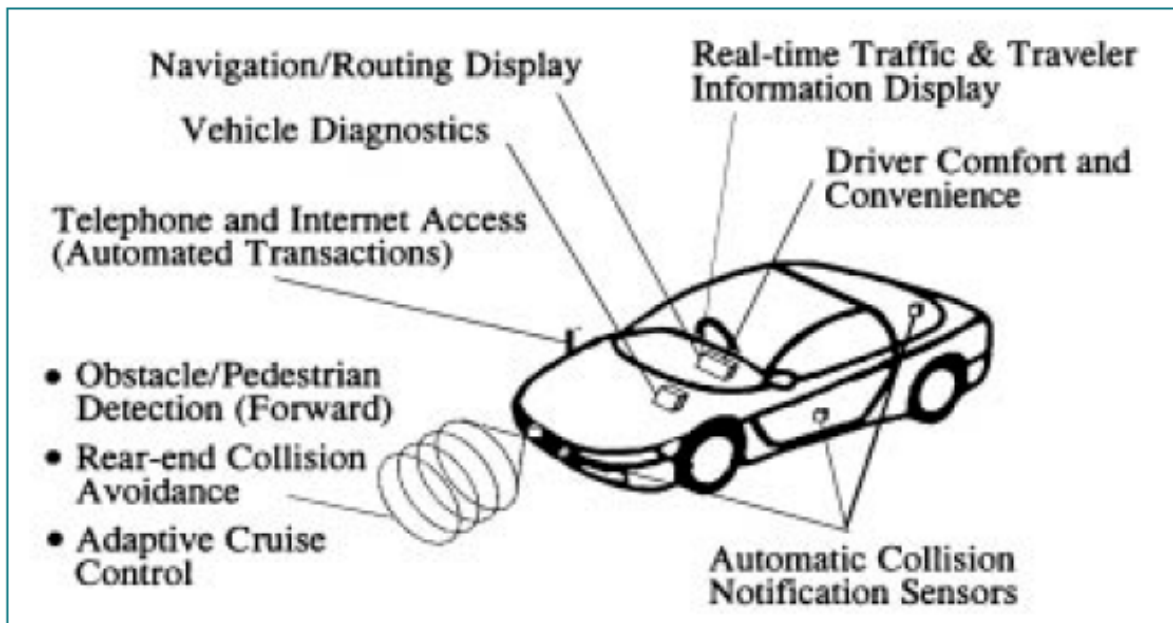 Navigation/Routing Display
Real-time Traffic & Traveler
Information Display
Vehicle Diagnostics
Driver Comfort and
Convenience
Telephone and Internet Access
(Automated Transactions)
• Obstacle/Pedestrian
Detection (Forward)
• Rear-end Collision
Avoidance
• Adaptive Cruise
Control
Automatic Collision
Notification Sensors